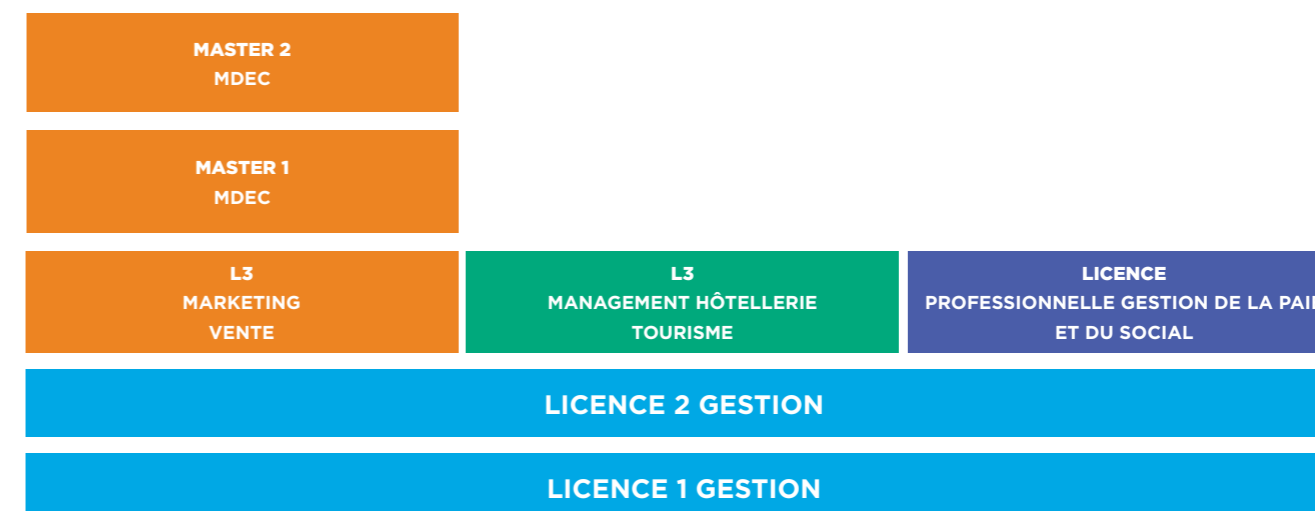 MASTER 2
MDEC
MASTER 1
MDEC
L3
MARKETING
VENTE
L3
MANAGEMENT HÔTELLERIE
TOURISME
LICENCE
PROFESSIONNELLE GESTION DE LA
ET DU SOCIAL
LICENCE 2 GESTION
LICENCE 1 GESTION